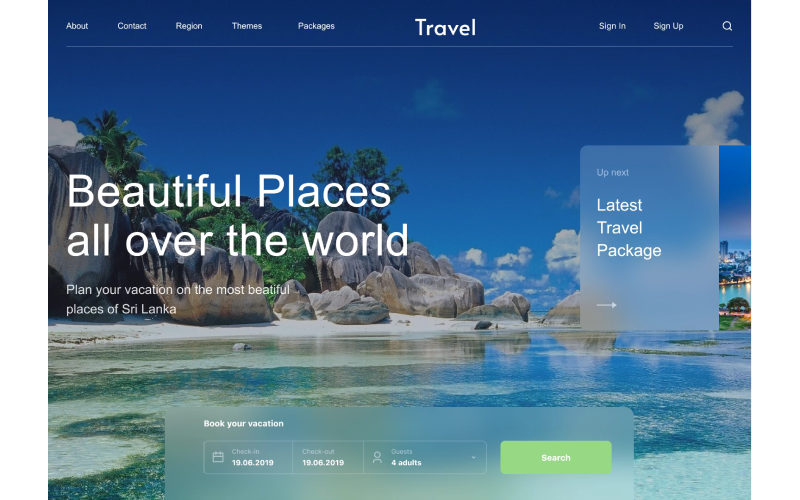 About
Contact
Region
Themes
Packages
Travel
Sign In
Sign Up
Beautiful Places
all over the world
Plan your vacation on the most beatiful
places of Sri Lanka
Up next
Latest
Travel
Package
Book your vacation
Check-in
19.06.2019
Check-out
19.06.2019
Guests
4 adults
Search